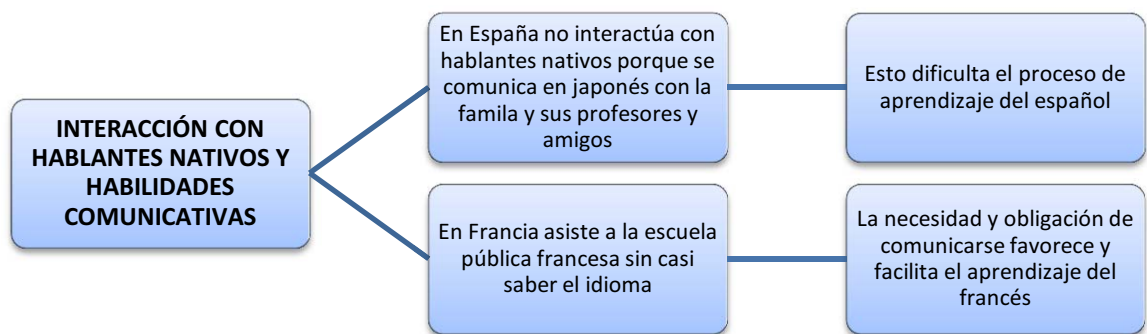 INTERACCIÓN CON
HABLANTES NATIVOS Y
HABILIDADES
COMUNICATIVAS
En España no interactúa con
hablantes nativos porque se
comunica en japonés con la
famila y sus profesores y
amigos
Esto dificulta el proceso de
aprendizaje del español
En Francia asiste a la escuela
pública francesa sin casi
saber el idioma
La necesidad y obligación de
comunicarse favorece y
facilita el aprendizaje del
francés